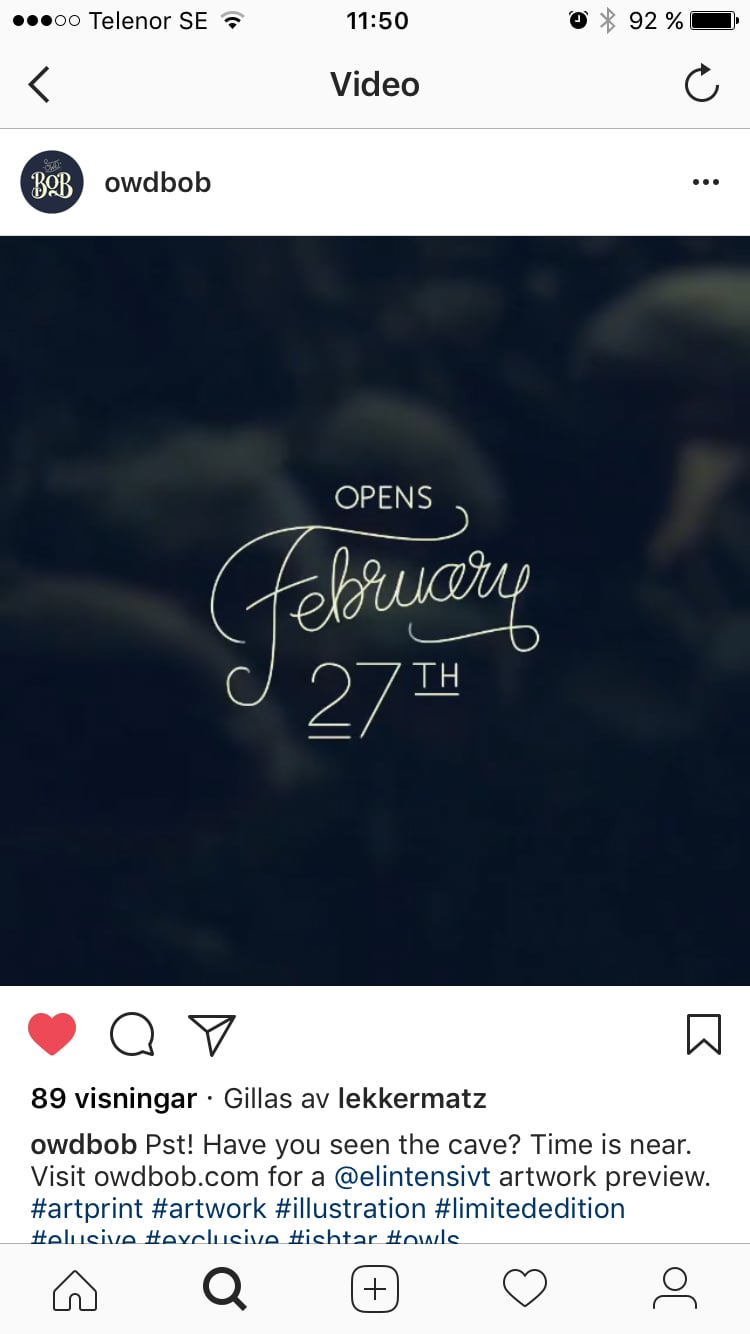 Telenor SE 11:50 92 %
Video
BOB owdbob
OPENS
February
27TH
89 visningar · Gillas av lekkermatz
owdbob Pst! Have you seen the cave? Time is near.
Visit owdbob.com for a @elintensivt artwork preview.
#artprint #artwork #illustration #limitededition
#elusive #exclusive #ishtar #owls